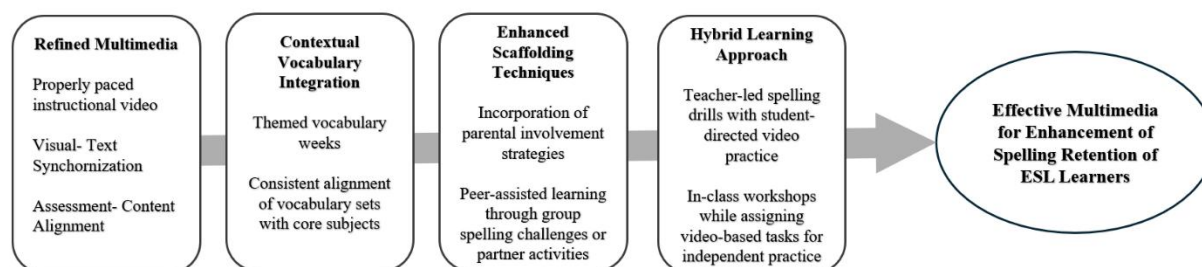 Refined Multimedia
Properly paced
instructional video
Visual- Text
Synchornization
Assessment- Content
Alignment
Contextual
Vocabulary
Integration
Themed vocabulary
weeks
Consistent alignment
of vocabulary sets
with core subjects
Enhanced
Scaffolding
Techniques
Incorporation of
parental involvement
strategies
Peer-assisted learning
through group
spelling challenges or
partner activities
Hybrid Learning
Approach
Teacher-led spelling
drills with student-
directed video
practice
In-class workshops
while assigning
video-based tasks for
independent practice
Effective Multimedia
for Enhancement of
Spelling Retention of
ESL Learners